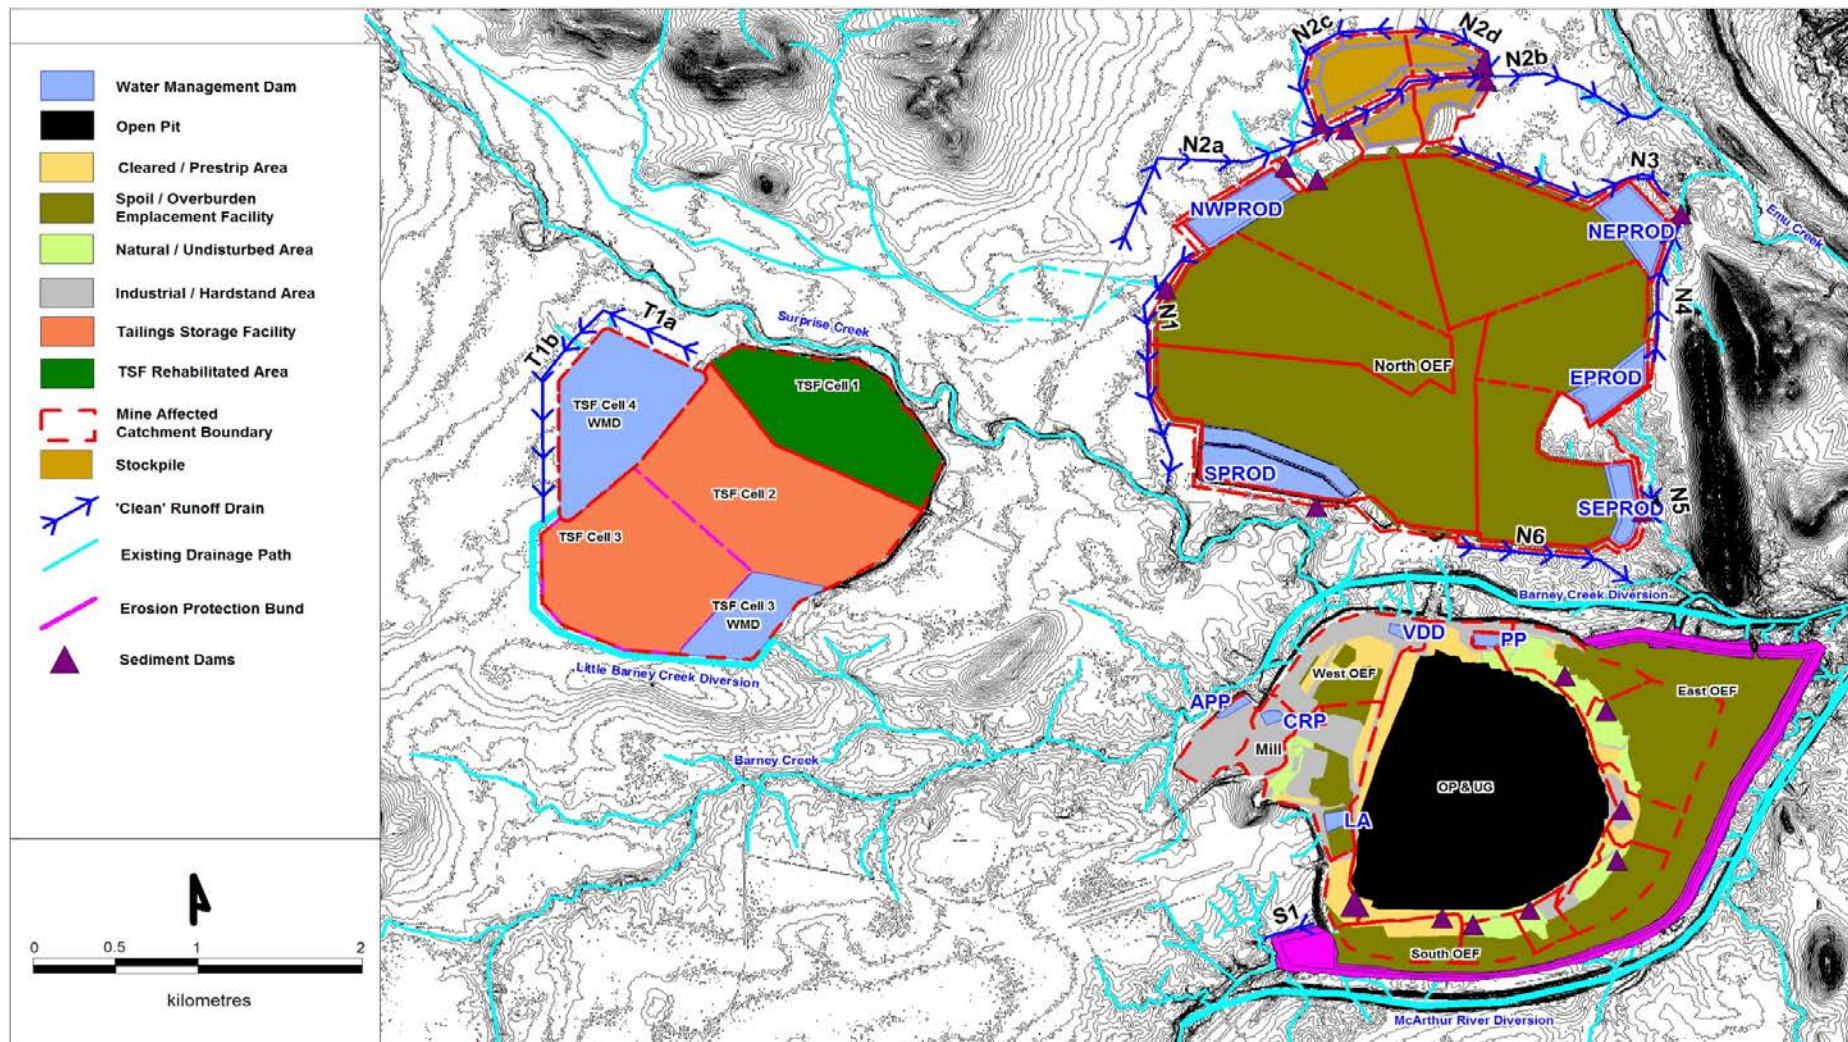 Water Management Dam
Open Pit
Cleared / Prestrip Area
Spoil / Overburden
Emplacement Facility
Natural / Undisturbed Area
Industrial / Hardstand Area
Tailings Storage Facility
TSF Rehabilitated Area
Mine Affected
Catchment Boundary
Stockpile
'Clean' Runoff Drain
Existing Drainage Path
Erosion Protection Bund
Sediment Dams
0 0.5 1 2
kilometres
N2c
N2d
N2b
N2a
N3
NWPROD
NEPROD
Emu Creek
N1
N4
Surprise Creek
T1a
T1b
North OEF
EPROD
TSF Cell 1
TSF Cell 4
WMD
SPROD
TSF Cell 2
SEPROD
N5
TSF Cell 3
N6
TSF Cell 3
WMD
Barney Creek Diversion
VDD
PP
Little Barney Creek Diversion
West OEF
East OEF
APP
CRP
Mill
Barney Creek
OP & UG
LA
S1
South OEF
McArthur River Diversion